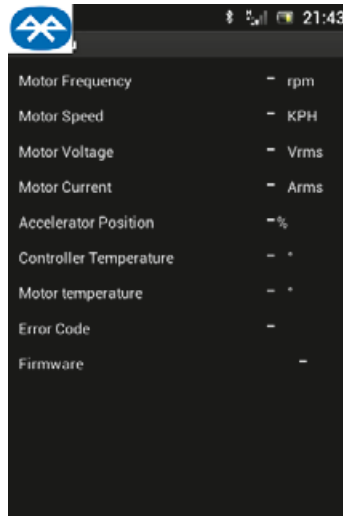 21:43
Motor Frequency - rpm
Motor Speed - KPH
Motor Voltage - Vrms
Motor Current - Arms
Accelerator Position -%
Controller Temperature - °
Motor temperature - °
Error Code -
Firmware -